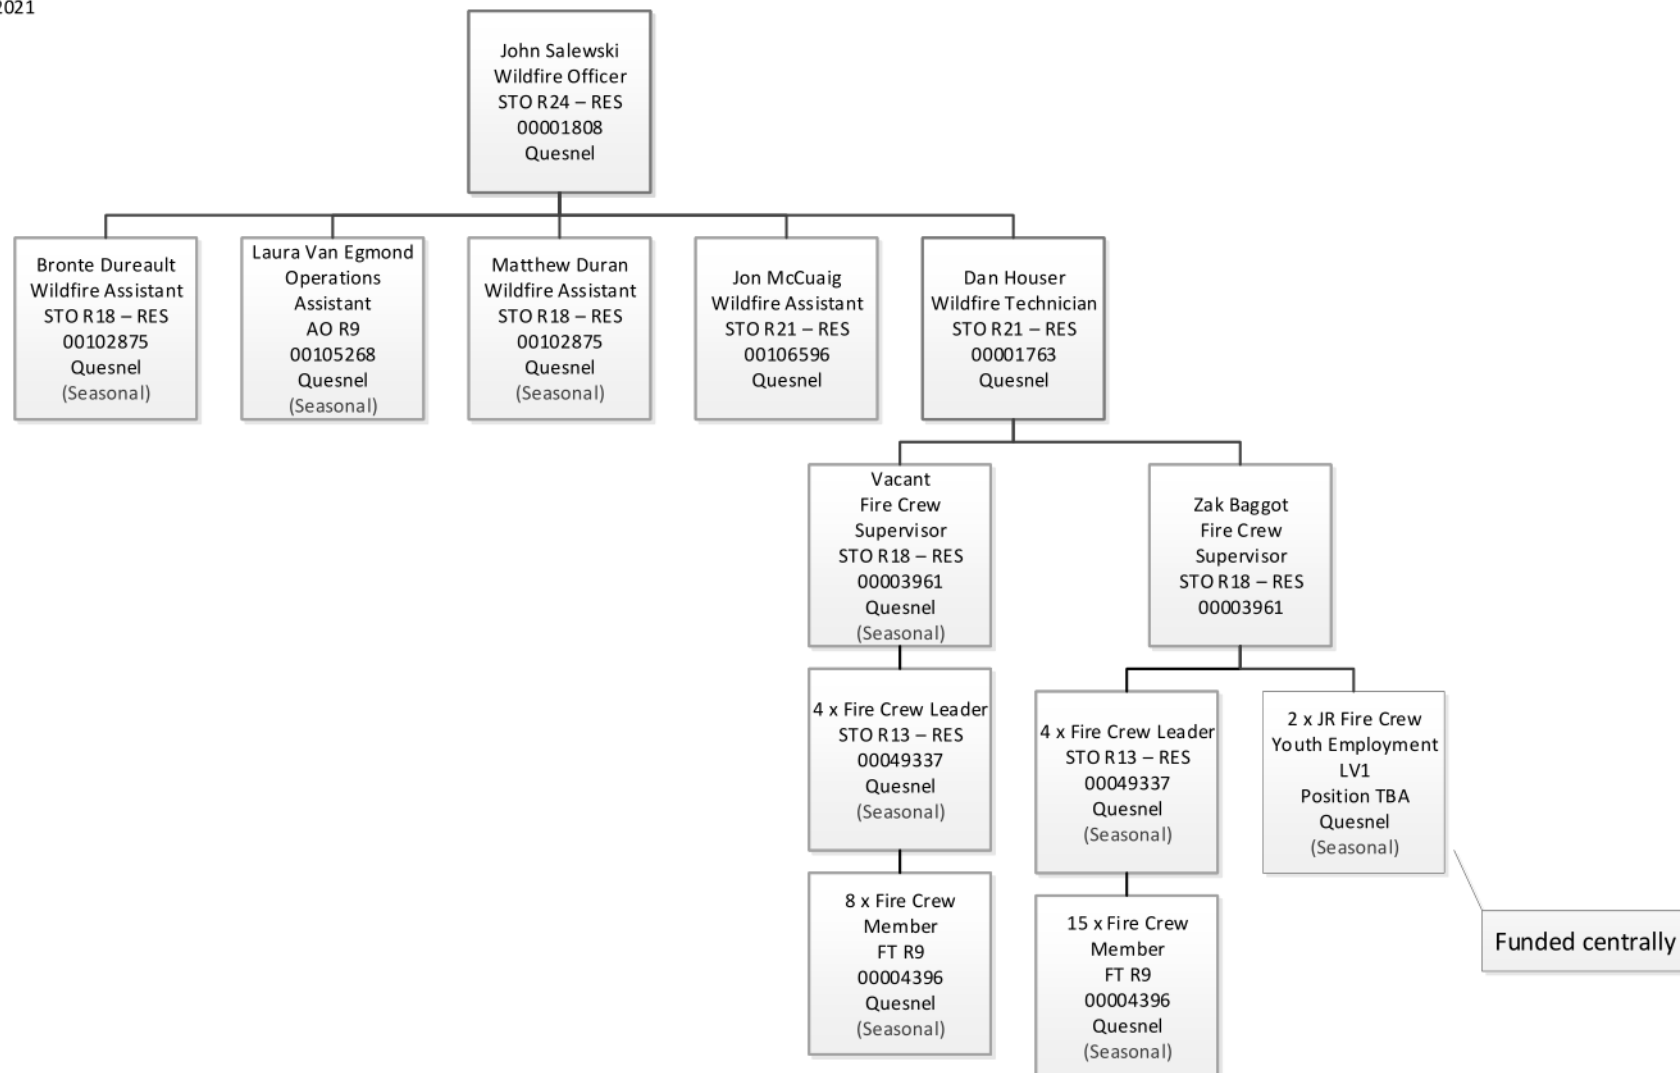 2021
John Salewski
Wildfire Officer
STO R24 – RES
00001808
Quesnel
Bronte Dureault
Wildfire Assistant
STO R18 – RES
00102875
Quesnel
(Seasonal)
Laura Van Egmond
Operations
Assistant
AO R9
00105268
Quesnel
(Seasonal)
Matthew Duran
Wildfire Assistant
STO R18 – RES
00102875
Quesnel
(Seasonal)
Jon McCuaig
Wildfire Assistant
STO R21 – RES
00106596
Quesnel
Dan Houser
Wildfire Technician
STO R21 – RES
00001763
Quesnel
Vacant
Fire Crew
Supervisor
STO R18 – RES
00003961
Quesnel
(Seasonal)
Zak Baggot
Fire Crew
Supervisor
STO R18 – RES
00003961
4 x Fire Crew Leader
STO R13 – RES
00049337
Quesnel
(Seasonal)
4 x Fire Crew Leader
STO R13 – RES
00049337
Quesnel
(Seasonal)
2 x JR Fire Crew
Youth Employment
LV1
Position TBA
Quesnel
(Seasonal)
8 x Fire Crew
Member
FT R9
00004396
Quesnel
(Seasonal)
15 x Fire Crew
Member
FT R9
00004396
Quesnel
(Seasonal)
Funded centrally